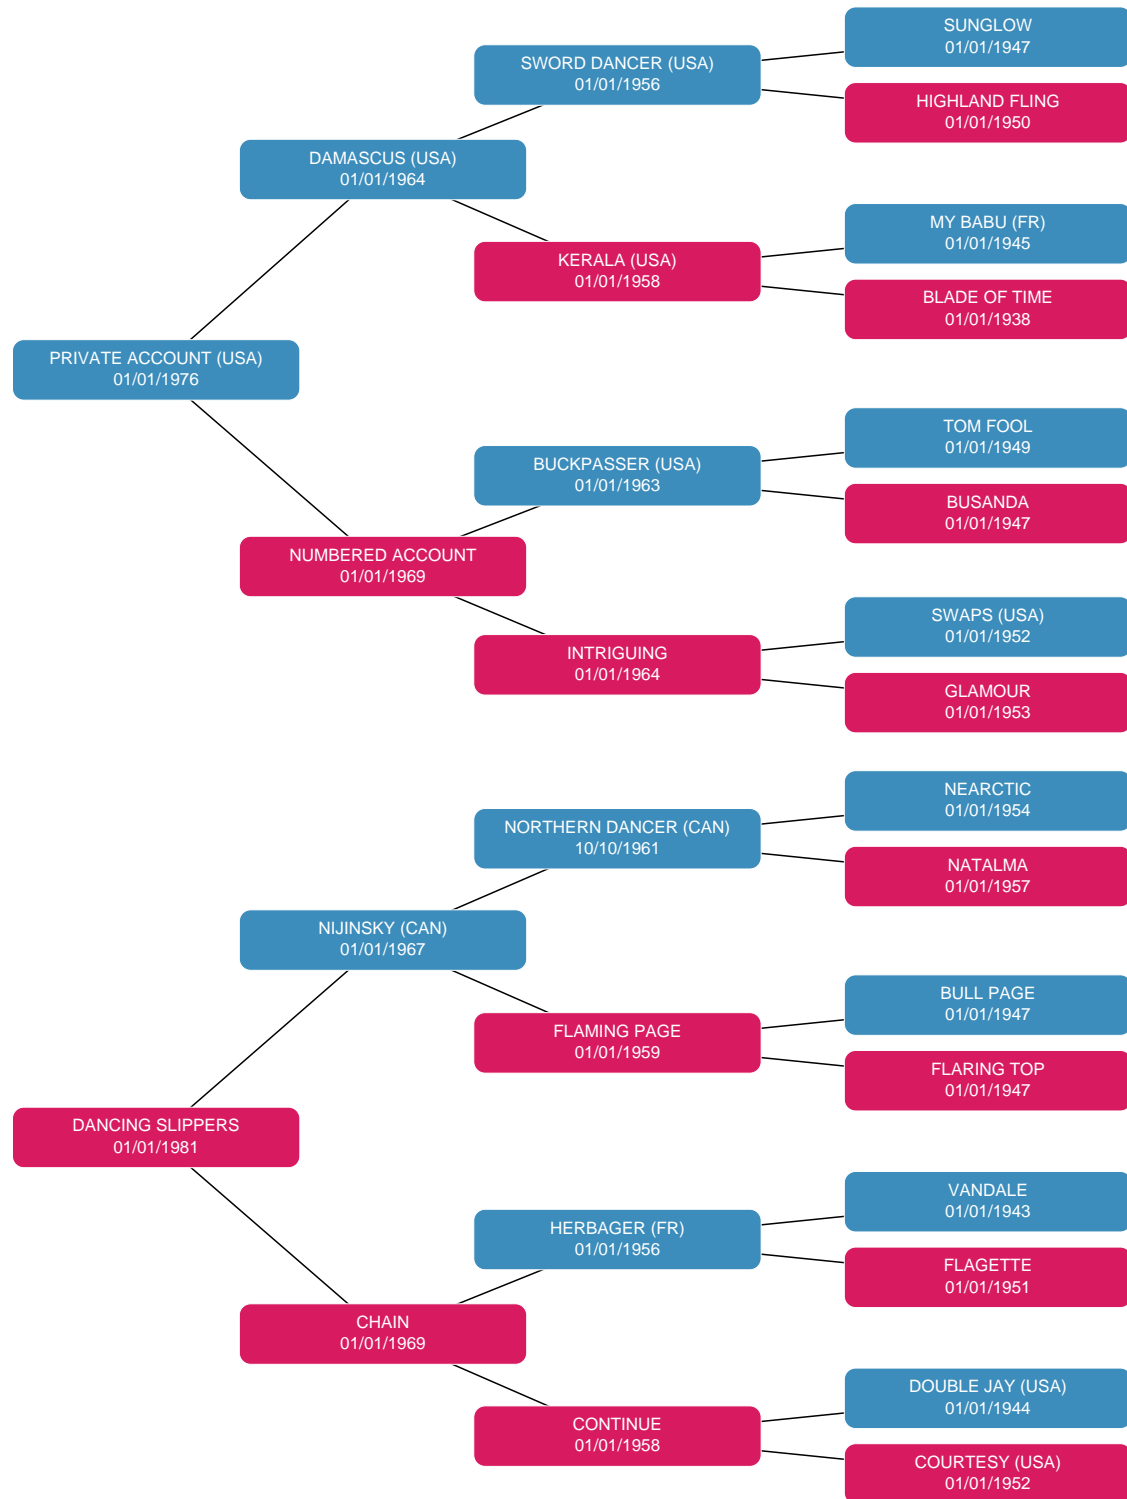 SUNGLOW
01/01/1947
SWORD DANCER (USA)
01/01/1956
HIGHLAND FLING
01/01/1950
DAMASCUS (USA)
01/01/1964
MY BABU (FR)
01/01/1945
KERALA (USA)
01/01/1958
BLADE OF TIME
01/01/1938
PRIVATE ACCOUNT (USA)
01/01/1976
TOM FOOL
01/01/1949
BUCKPASSER (USA)
01/01/1963
BUSANDA
01/01/1947
NUMBERED ACCOUNT
01/01/1969
SWAPS (USA)
01/01/1952
INTRIGUING
01/01/1964
GLAMOUR
01/01/1953
NEARCTIC
01/01/1954
NORTHERN DANCER (CAN)
10/10/1961
NATALMA
01/01/1957
NIJINSKY (CAN)
01/01/1967
BULL PAGE
01/01/1947
FLAMING PAGE
01/01/1959
FLARING TOP
01/01/1947
DANCING SLIPPERS
01/01/1981
VANDALE
01/01/1943
HERBAGER (FR)
01/01/1956
FLAGETTE
01/01/1951
CHAIN
01/01/1969
DOUBLE JAY (USA)
01/01/1944
CONTINUE
01/01/1958
COURTESY (USA)
01/01/1952